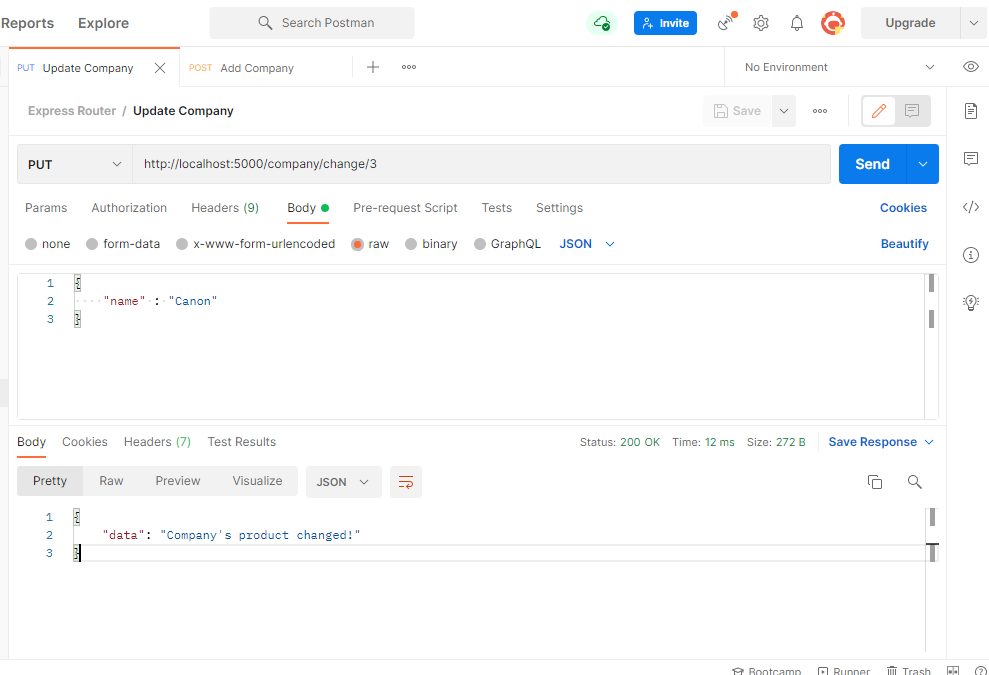 Reports Explore Search Postman Invite Upgrade
PUT Update Company POST Add Company No Environment
Express Router / Update Company Save
PUT http://localhost:5000/company/change/3 Send
Params Authorization Headers (9) Body Pre-request Script Tests Settings Cookies
none form-data x-www-form-urlencoded raw binary GraphQL JSON Beautify
1 {
2 "name" : "Canon"
3 }
Body Cookies Headers (7) Test Results Status: 200 OK Time: 12 ms Size: 272 B Save Response
Pretty Raw Preview Visualize JSON
1 {
2 "data": "Company's product changed!"
3 }
Bootcamp Runner Trash